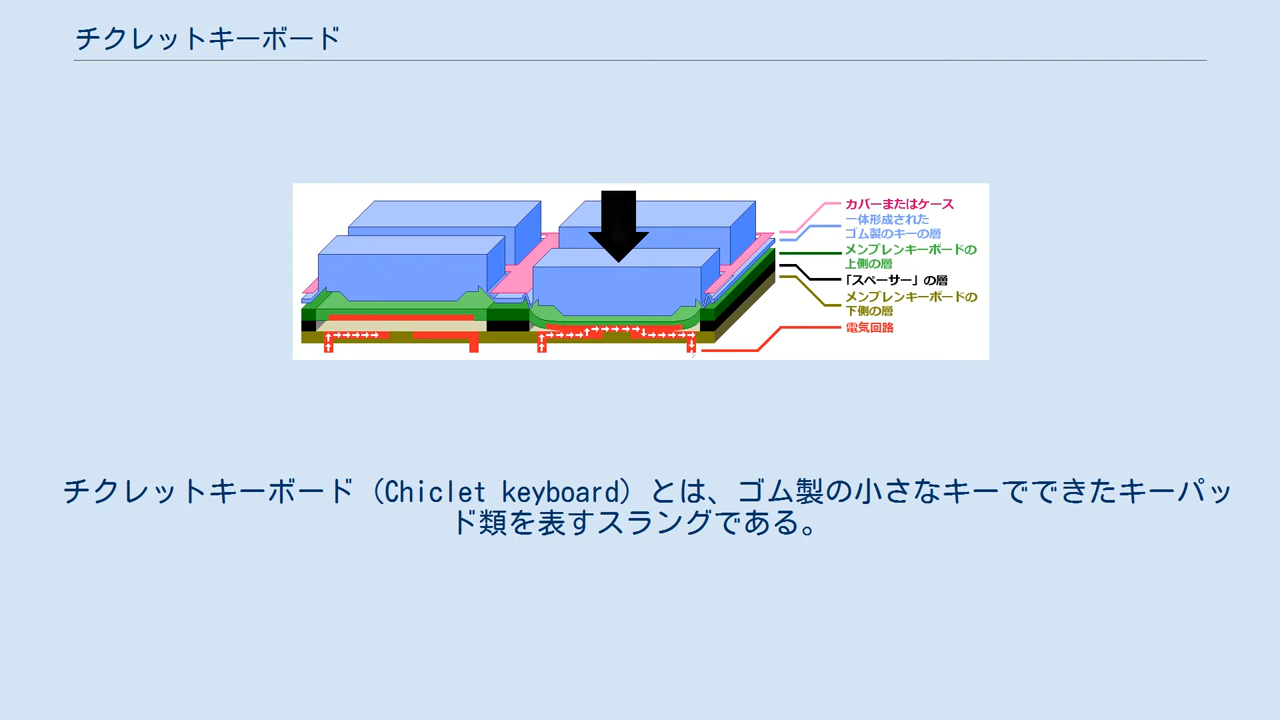 チクレットキーボード
カバーまたはケース
一体形成された
ゴム製のキーの層
メンブレンキーボードの
上側の層
「スペーサー」の層
メンブレンキーボードの
下側の層
電気回路
チクレットキーボード（Chiclet keyboard）とは、ゴム製の小さなキーでできたキーパッ
ド類を表すスラングである。